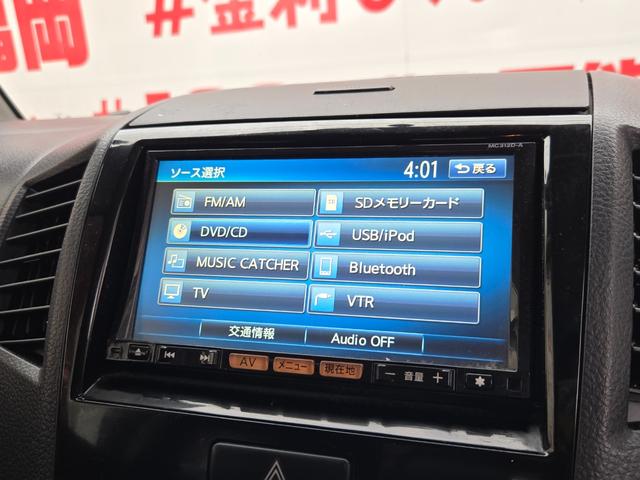 MC312D-A
ソース選択 4:01 戻る
FM/AM SDメモリーカード
DVD/CD USB/iPod
MUSIC CATCHER Bluetooth
TV VTR
交通情報 Audio OFF
AV メニュー 現在地 − 音量 +